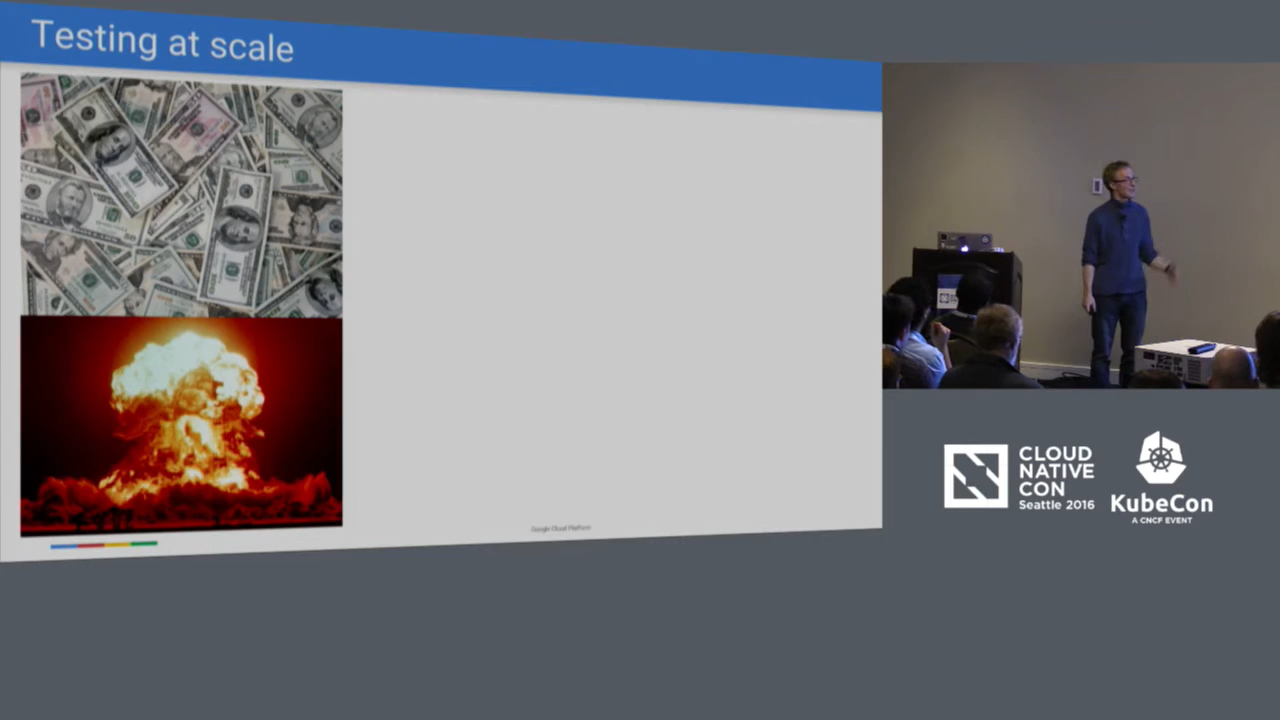 Testing at scale
Google Cloud Platform
CLOUD
NATIVE
CON
Seattle 2016
KubeCon
A CNCF EVENT